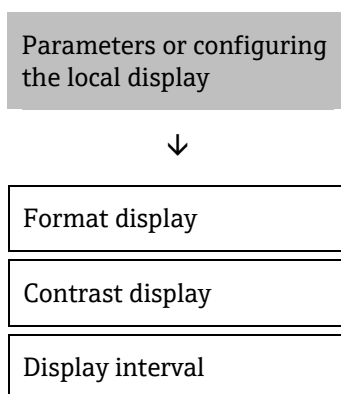 Parameters or configuring
the local display
↓
Format display
Contrast display
Display interval